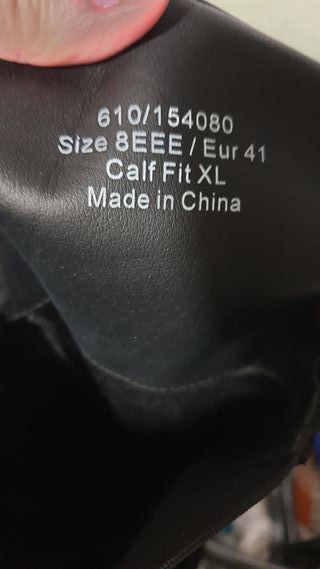 610/154080
Size 8EEE / Eur 41
Calf Fit XL
Made in China